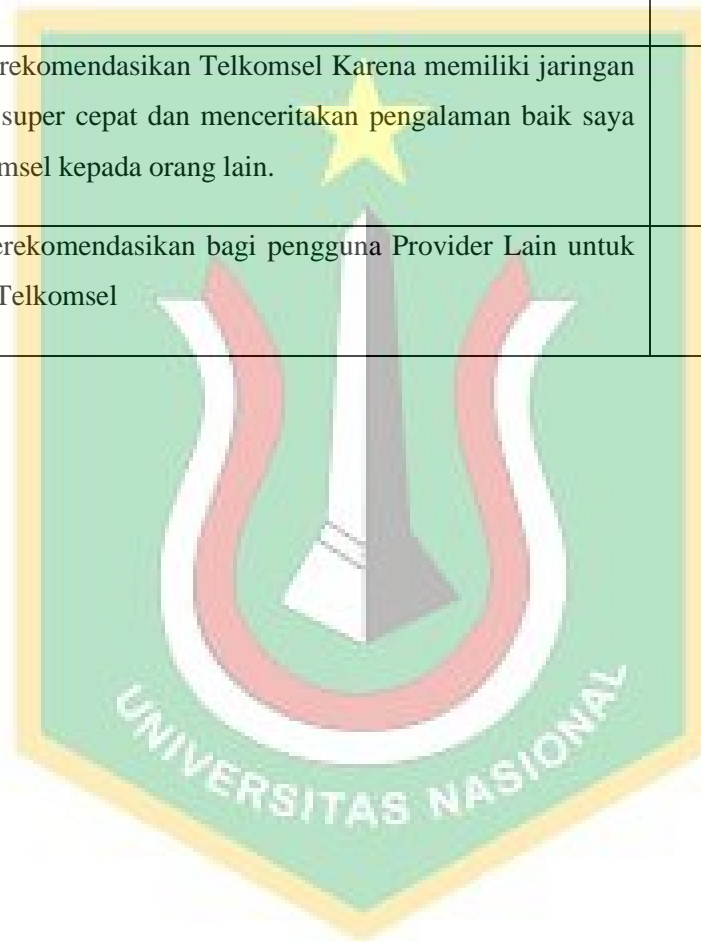 rekomendasikan Telkomsel Karena memiliki jaringan
super cepat dan menceritakan pengalaman baik saya
msel kepada orang lain.
erekomendasikan bagi pengguna Provider Lain untuk
Telkomsel
UNIVERSITAS NASIONAL